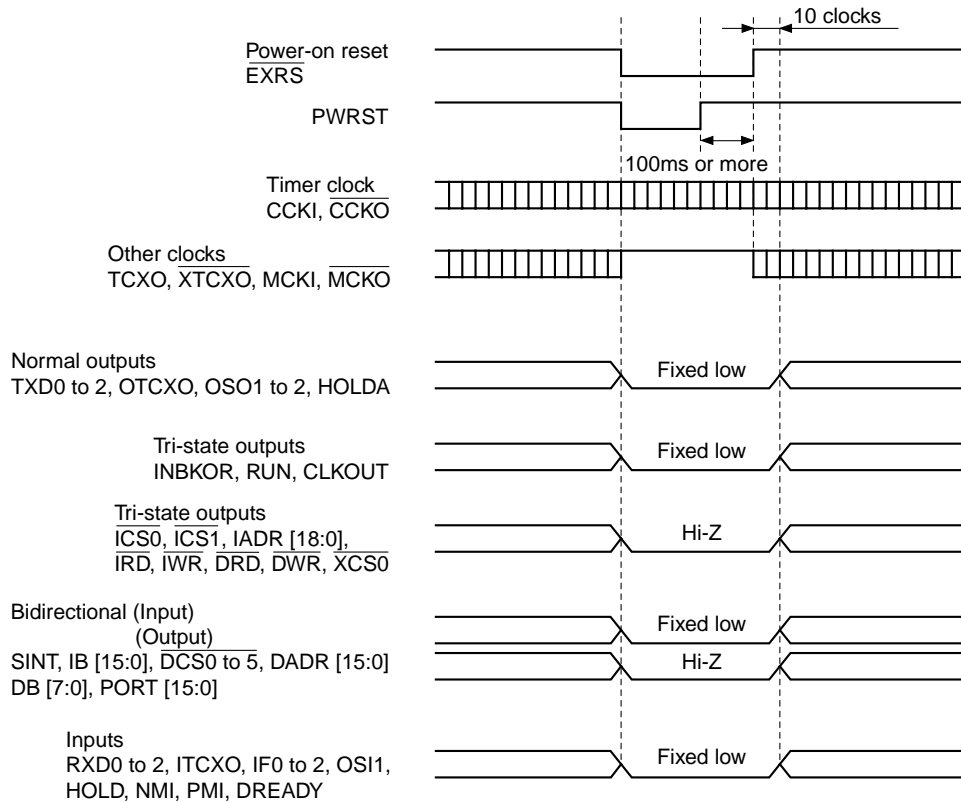 10 clocks
Power-on reset
EXRS
PWRST
100ms or more
Timer clock
CCKI, CCKO
Other clocks
TCXO, XTCXO, MCKI, MCKO
Normal outputs
TXD0 to 2, OTCXO, OSO1 to 2, HOLDA
Fixed low
Tri-state outputs
INBKOR, RUN, CLKOUT
Fixed low
Tri-state outputs
ICS0, ICS1, IADR [18:0],
IRD, IWR, DRD, DWR, XCS0
Hi-Z
Bidirectional (Input)
(Output)
SINT, IB [15:0], DCS0 to 5, DADR [15:0]
DB [7:0], PORT [15:0]
Fixed low
Hi-Z
Inputs
RXD0 to 2, ITCXO, IF0 to 2, OSI1,
HOLD, NMI, PMI, DREADY
Fixed low